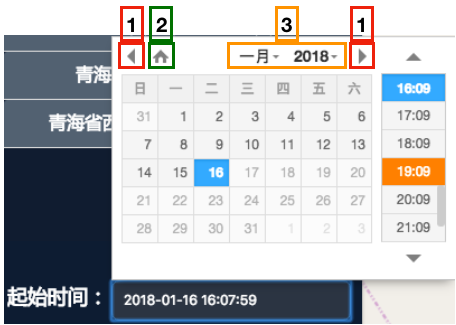 1 2 3 1
青海
青海省西
一月 2018
日 一 二 三 四 五 六
31 1 2 3 4 5 6
7 8 9 10 11 12 13
14 15 16 17 18 19 20
21 22 23 24 25 26 27
28 29 30 31 1 2 3
16:09
17:09
18:09
19:09
20:09
21:09
起始时间：
2018-01-16 16:07:59